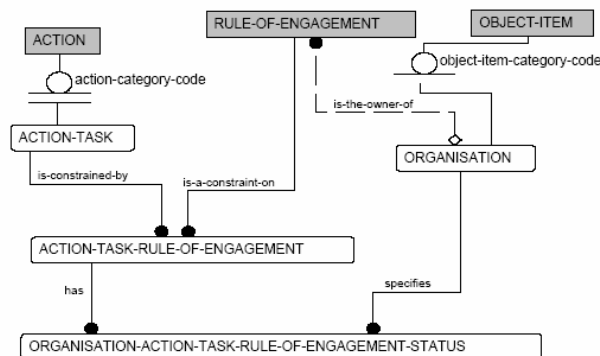 RULE-OF-ENGAGEMENT
OBJECT-ITEM
ACTION
object-item-category-code
action-category-code
is-the-owner-of
ACTION-TASK
ORGANISATION
is-constrained-by
is-a-constraint-on
ACTION-TASK-RULE-OF-ENGAGEMENT
has
specifies
ORGANISATION-ACTION-TASK-RULE-OF-ENGAGEMENT-STATUS